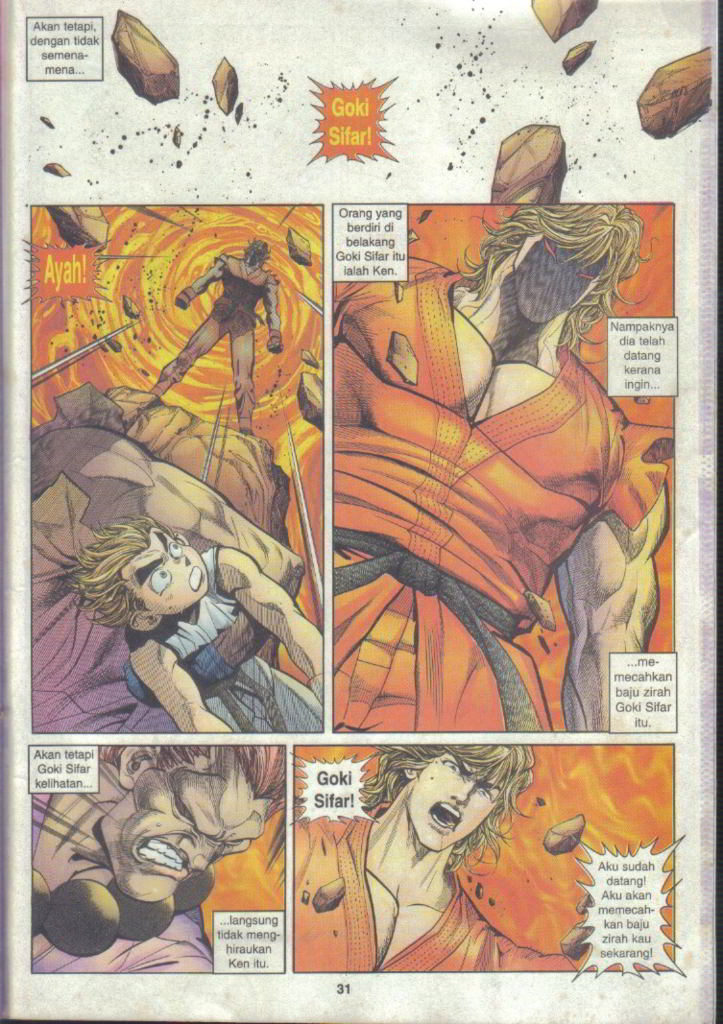 Akan tetapi,
dengan tidak
semena-
mena...
Goki
Sifar!
Ayah!
Orang yang
berdiri di
belakang
Goki Sifar itu
ialah Ken.
Nampaknya
dia telah
datang
kerana
ingin...
...me-
mecahkan
baju zirah
Goki Sifar
itu.
Akan tetapi
Goki Sifar
kelihatan...
...langsung
tidak meng-
hiraukan
Ken itu.
Goki
Sifar!
Aku sudah
datang!
Aku akan
memecah-
kan baju
zirah kau
sekarang!
31